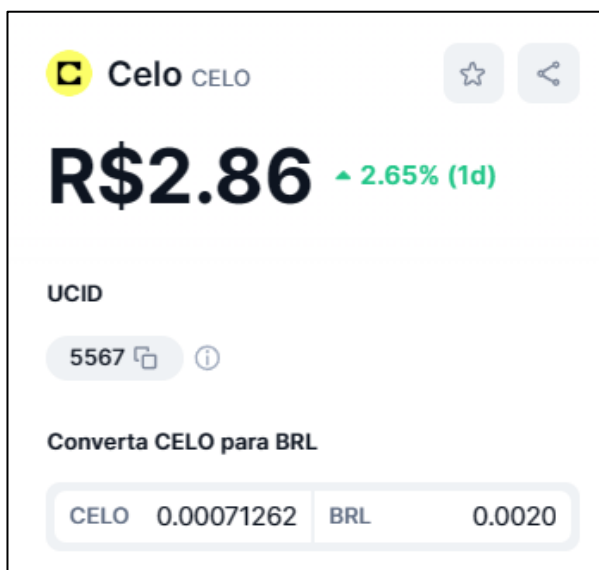 Celo CELO
R$2.86 2.65% (1d)
UCID
5567
Converta CELO para BRL
CELO 0.00071262 BRL 0.0020